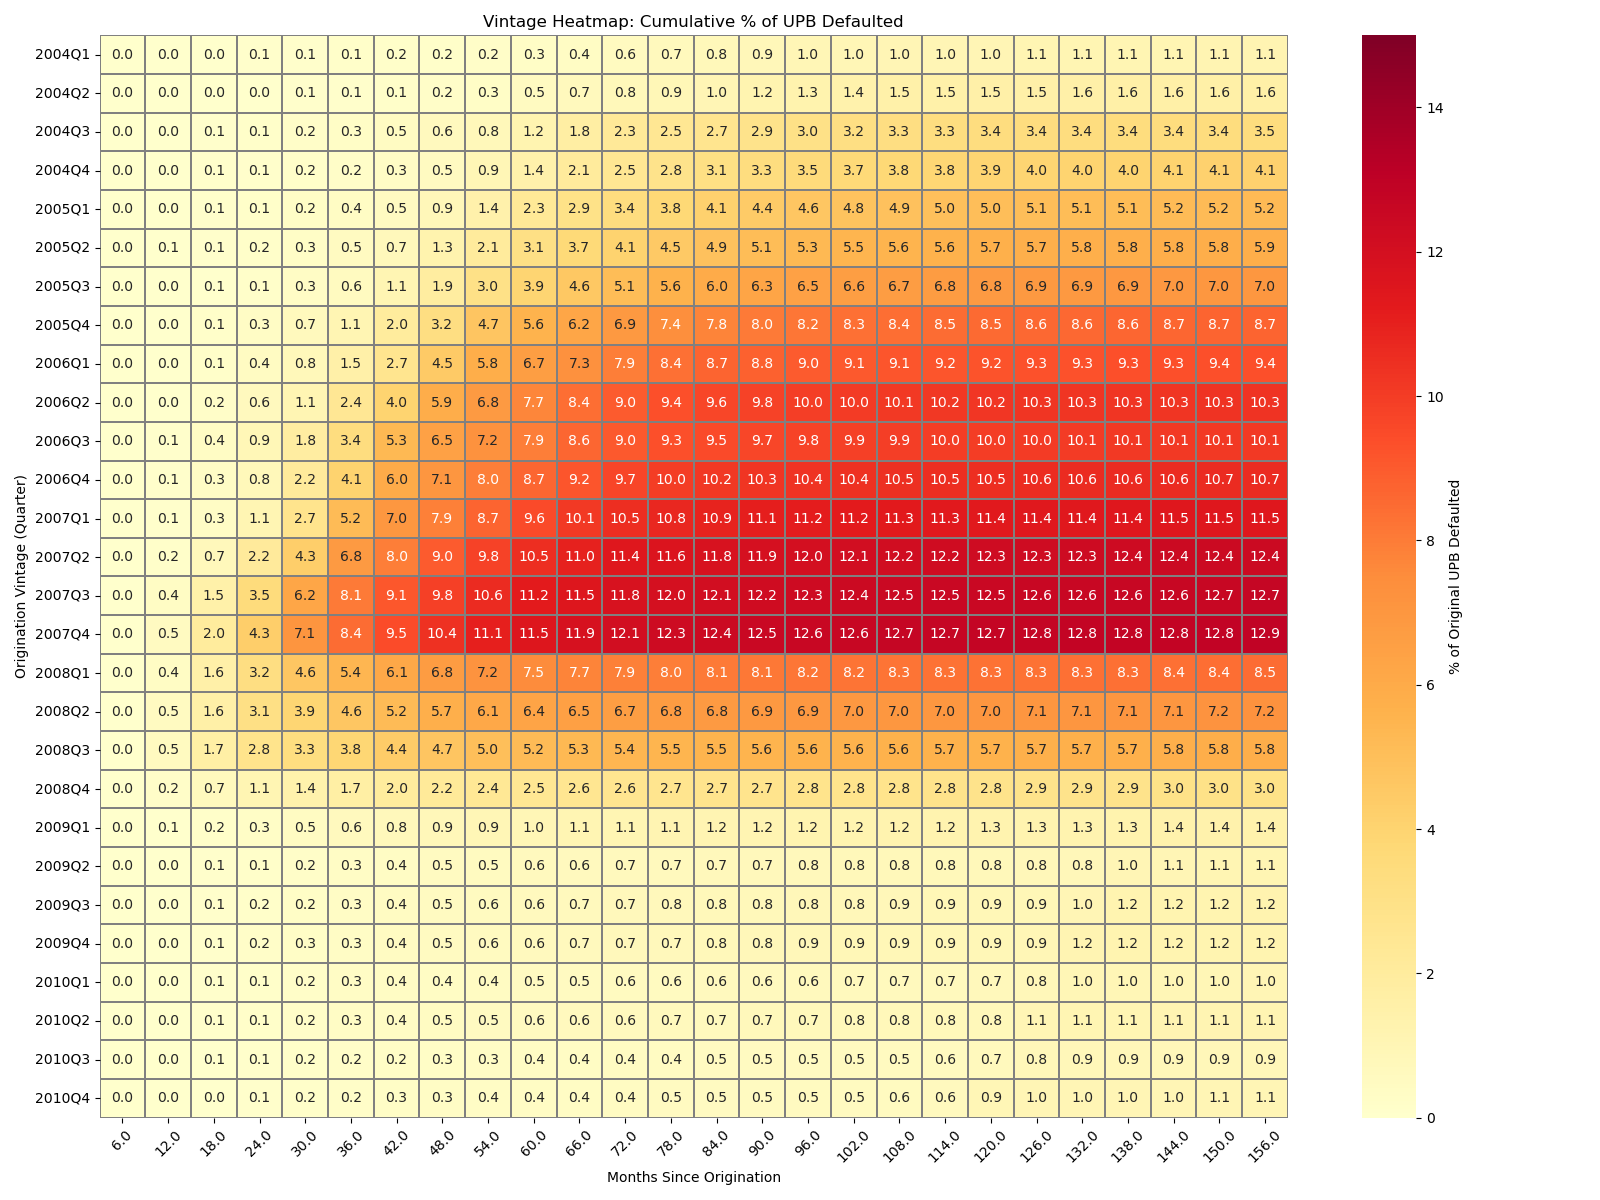 Vintage Heatmap: Cumulative % of UPB Defaulted
Origination Vintage (Quarter)
2004Q1 0.0 0.0 0.0 0.1 0.1 0.1 0.2 0.2 0.2 0.3 0.4 0.6 0.7 0.8 0.9 1.0 1.0 1.0 1.0 1.0 1.1 1.1 1.1 1.1 1.1 1.1
2004Q2 0.0 0.0 0.0 0.0 0.1 0.1 0.1 0.2 0.3 0.5 0.7 0.8 0.9 1.0 1.2 1.3 1.4 1.5 1.5 1.5 1.5 1.6 1.6 1.6 1.6 1.6
2004Q3 0.0 0.0 0.1 0.1 0.2 0.3 0.5 0.6 0.8 1.2 1.8 2.3 2.5 2.7 2.9 3.0 3.2 3.3 3.3 3.4 3.4 3.4 3.4 3.4 3.4 3.5
2004Q4 0.0 0.0 0.1 0.1 0.2 0.2 0.3 0.5 0.9 1.4 2.1 2.5 2.8 3.1 3.3 3.5 3.7 3.8 3.8 3.9 4.0 4.0 4.0 4.1 4.1 4.1
2005Q1 0.0 0.0 0.1 0.1 0.2 0.4 0.5 0.9 1.4 2.3 2.9 3.4 3.8 4.1 4.4 4.6 4.8 4.9 5.0 5.0 5.1 5.1 5.1 5.2 5.2 5.2
2005Q2 0.0 0.1 0.1 0.2 0.3 0.5 0.7 1.3 2.1 3.1 3.7 4.1 4.5 4.9 5.1 5.3 5.5 5.6 5.6 5.7 5.7 5.8 5.8 5.8 5.8 5.9
2005Q3 0.0 0.0 0.1 0.1 0.3 0.6 1.1 1.9 3.0 3.9 4.6 5.1 5.6 6.0 6.3 6.5 6.6 6.7 6.8 6.8 6.9 6.9 6.9 7.0 7.0 7.0
2005Q4 0.0 0.0 0.1 0.3 0.7 1.1 2.0 3.2 4.7 5.6 6.2 6.9 7.4 7.8 8.0 8.2 8.3 8.4 8.5 8.5 8.6 8.6 8.6 8.7 8.7 8.7
2006Q1 0.0 0.0 0.1 0.4 0.8 1.5 2.7 4.5 5.8 6.7 7.3 7.9 8.4 8.7 8.8 9.0 9.1 9.1 9.2 9.2 9.3 9.3 9.3 9.3 9.4 9.4
2006Q2 0.0 0.0 0.2 0.6 1.1 2.4 4.0 5.9 6.8 7.7 8.4 9.0 9.4 9.6 9.8 10.0 10.0 10.1 10.2 10.2 10.3 10.3 10.3 10.3 10.3 10.3
2006Q3 0.0 0.1 0.4 0.9 1.8 3.4 5.3 6.5 7.2 7.9 8.6 9.0 9.3 9.5 9.7 9.8 9.9 9.9 10.0 10.0 10.0 10.1 10.1 10.1 10.1 10.1
2006Q4 0.0 0.1 0.3 0.8 2.2 4.1 6.0 7.1 8.0 8.7 9.2 9.7 10.0 10.2 10.3 10.4 10.4 10.5 10.5 10.5 10.6 10.6 10.6 10.6 10.7 10.7
2007Q1 0.0 0.1 0.3 1.1 2.7 5.2 7.0 7.9 8.7 9.6 10.1 10.5 10.8 10.9 11.1 11.2 11.2 11.3 11.3 11.4 11.4 11.4 11.4 11.5 11.5 11.5
2007Q2 0.0 0.2 0.7 2.2 4.3 6.8 8.0 9.0 9.8 10.5 11.0 11.4 11.6 11.8 11.9 12.0 12.1 12.2 12.2 12.3 12.3 12.3 12.4 12.4 12.4 12.4
2007Q3 0.0 0.4 1.5 3.5 6.2 8.1 9.1 9.8 10.6 11.2 11.5 11.8 12.0 12.1 12.2 12.3 12.4 12.5 12.5 12.5 12.6 12.6 12.6 12.6 12.7 12.7
2007Q4 0.0 0.5 2.0 4.3 7.1 8.4 9.5 10.4 11.1 11.5 11.9 12.1 12.3 12.4 12.5 12.6 12.6 12.7 12.7 12.7 12.8 12.8 12.8 12.8 12.8 12.9
2008Q1 0.0 0.4 1.6 3.2 4.6 5.4 6.1 6.8 7.2 7.5 7.7 7.9 8.0 8.1 8.1 8.2 8.2 8.3 8.3 8.3 8.3 8.3 8.3 8.4 8.4 8.5
2008Q2 0.0 0.5 1.6 3.1 3.9 4.6 5.2 5.7 6.1 6.4 6.5 6.7 6.8 6.8 6.9 6.9 7.0 7.0 7.0 7.0 7.1 7.1 7.1 7.1 7.2 7.2
2008Q3 0.0 0.5 1.7 2.8 3.3 3.8 4.4 4.7 5.0 5.2 5.3 5.4 5.5 5.5 5.6 5.6 5.6 5.6 5.7 5.7 5.7 5.7 5.7 5.8 5.8 5.8
2008Q4 0.0 0.2 0.7 1.1 1.4 1.7 2.0 2.2 2.4 2.5 2.6 2.6 2.7 2.7 2.7 2.8 2.8 2.8 2.8 2.8 2.9 2.9 2.9 3.0 3.0 3.0
2009Q1 0.0 0.1 0.2 0.3 0.5 0.6 0.8 0.9 0.9 1.0 1.1 1.1 1.1 1.2 1.2 1.2 1.2 1.2 1.2 1.3 1.3 1.3 1.3 1.4 1.4 1.4
2009Q2 0.0 0.0 0.1 0.1 0.2 0.3 0.4 0.5 0.5 0.6 0.6 0.7 0.7 0.7 0.7 0.8 0.8 0.8 0.8 0.8 0.8 0.8 1.0 1.1 1.1 1.1
2009Q3 0.0 0.0 0.1 0.2 0.2 0.3 0.4 0.5 0.6 0.6 0.7 0.7 0.8 0.8 0.8 0.8 0.8 0.9 0.9 0.9 0.9 1.0 1.2 1.2 1.2 1.2
2009Q4 0.0 0.0 0.1 0.2 0.3 0.3 0.4 0.5 0.6 0.6 0.7 0.7 0.7 0.8 0.8 0.9 0.9 0.9 0.9 0.9 0.9 1.2 1.2 1.2 1.2 1.2
2010Q1 0.0 0.0 0.1 0.1 0.2 0.3 0.4 0.4 0.4 0.5 0.5 0.6 0.6 0.6 0.6 0.6 0.7 0.7 0.7 0.7 0.8 1.0 1.0 1.0 1.0 1.0
2010Q2 0.0 0.0 0.1 0.1 0.2 0.3 0.4 0.5 0.5 0.6 0.6 0.6 0.7 0.7 0.7 0.7 0.8 0.8 0.8 0.8 1.1 1.1 1.1 1.1 1.1 1.1
2010Q3 0.0 0.0 0.1 0.1 0.2 0.2 0.2 0.3 0.3 0.4 0.4 0.4 0.4 0.5 0.5 0.5 0.5 0.5 0.6 0.7 0.8 0.9 0.9 0.9 0.9 0.9
2010Q4 0.0 0.0 0.0 0.1 0.2 0.2 0.3 0.3 0.4 0.4 0.4 0.4 0.5 0.5 0.5 0.5 0.5 0.6 0.6 0.9 1.0 1.0 1.0 1.0 1.1 1.1
6.0 12.0 18.0 24.0 30.0 36.0 42.0 48.0 54.0 60.0 66.0 72.0 78.0 84.0 90.0 96.0 102.0 108.0 114.0 120.0 126.0 132.0 138.0 144.0 150.0 156.0
Months Since Origination
14
12
10
8
6
4
2
0
% of Original UPB Defaulted